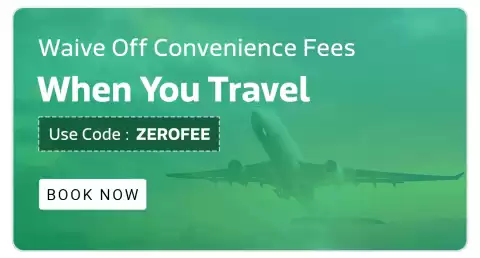 Waive Off Convenience Fees
When You Travel
Use Code : ZEROFEE
BOOK NOW